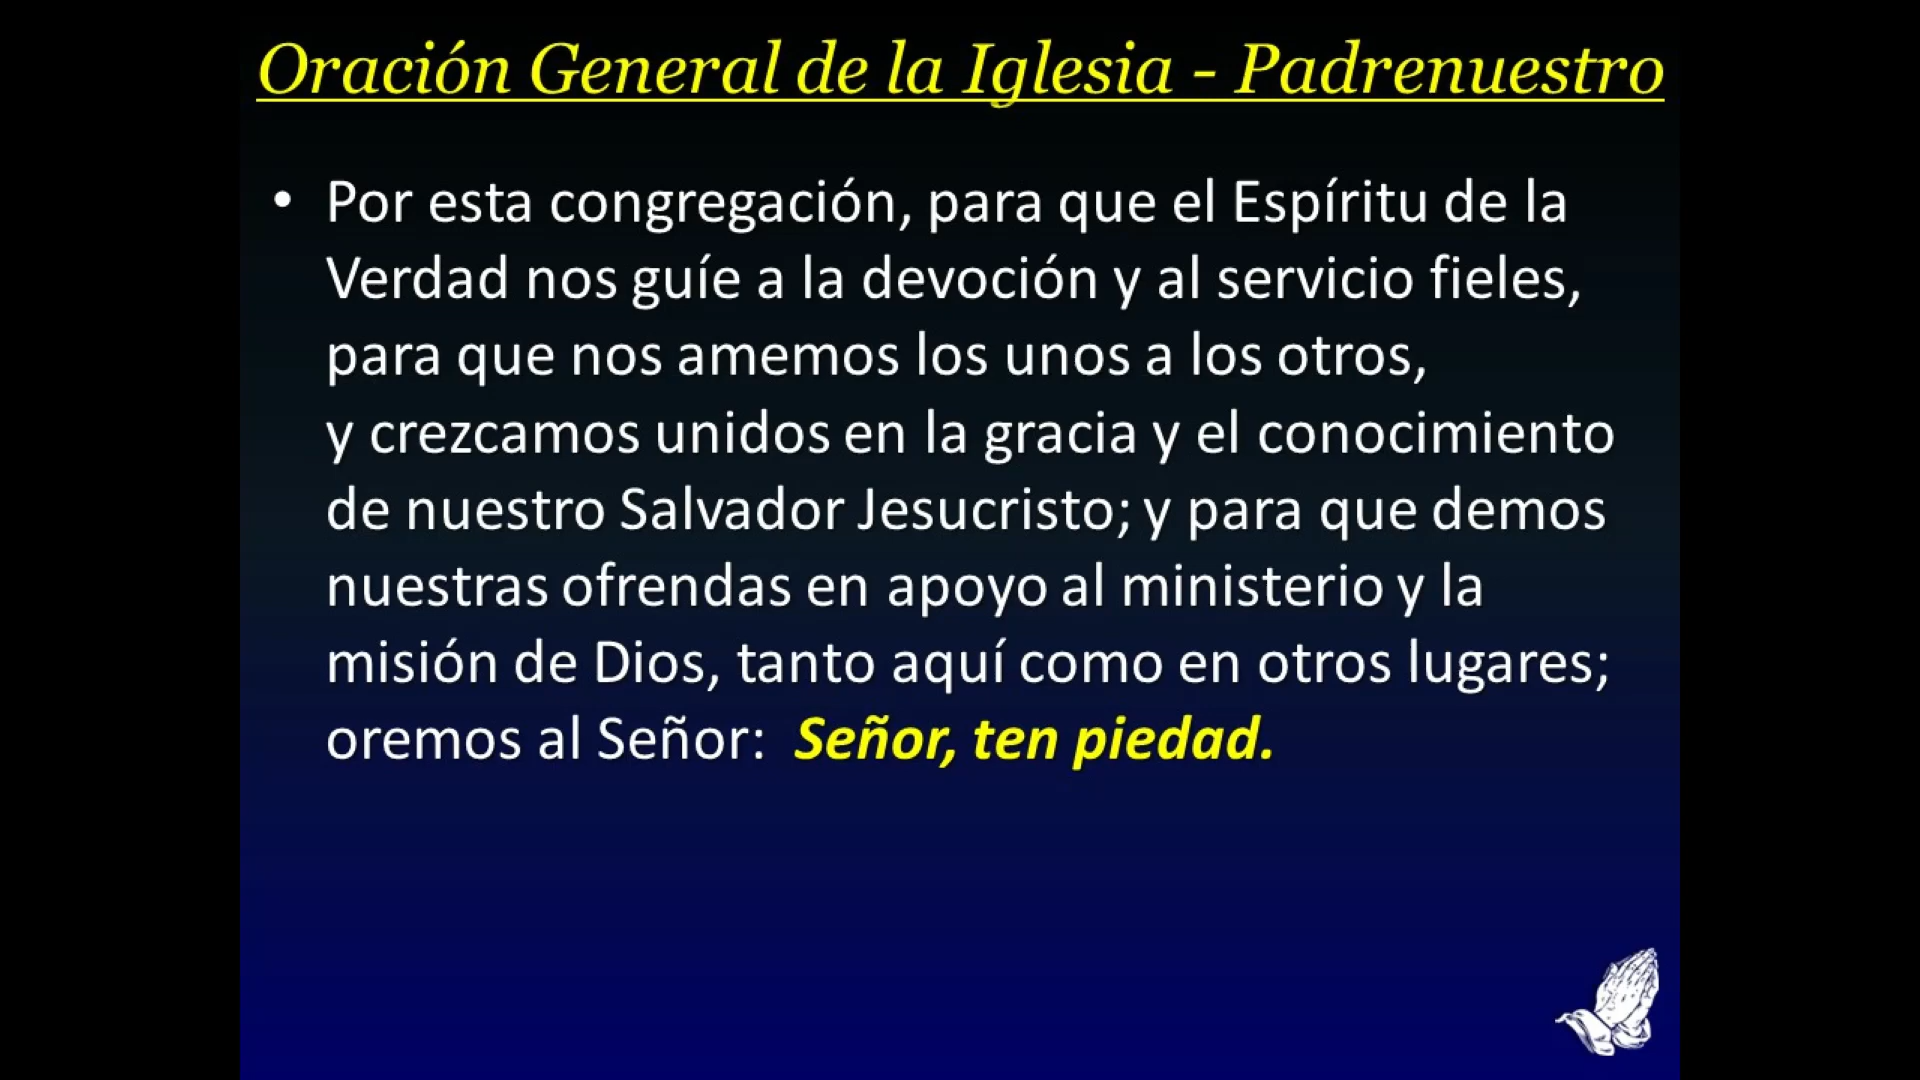 Oración General de la Iglesia - Padrenuestro
• Por esta congregación, para que el Espíritu de la
Verdad nos guíe a la devoción y al servicio fieles,
para que nos amemos los unos a los otros,
y crezcamos unidos en la gracia y el conocimiento
de nuestro Salvador Jesucristo; y para que demos
nuestras ofrendas en apoyo al ministerio y la
misión de Dios, tanto aquí como en otros lugares;
oremos al Señor: Señor, ten piedad.